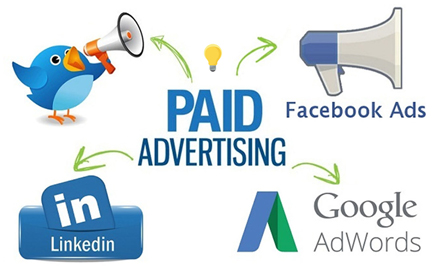 PAID
ADVERTISING
Facebook Ads
in
Linkedin
Google
AdWords